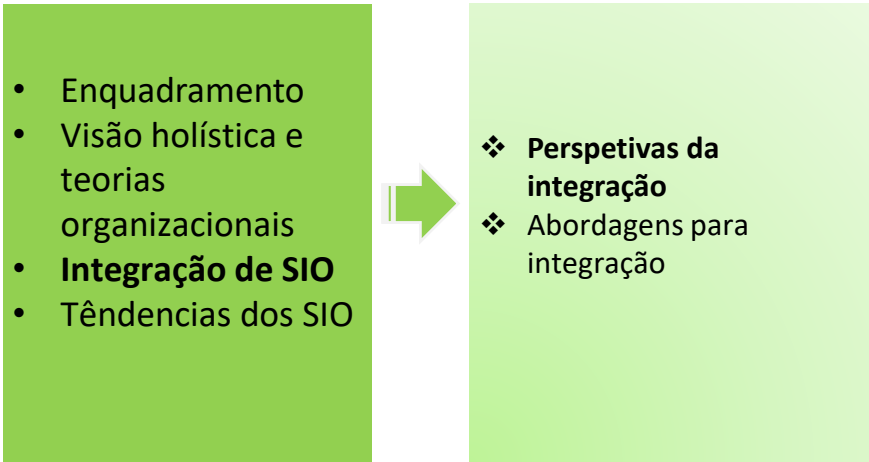 • Enquadramento
• Visão holística e
teorias
organizacionais
• Integração de SIO
• Têndencias dos SIO
❖ Perspetivas da
integração
❖ Abordagens para
integração